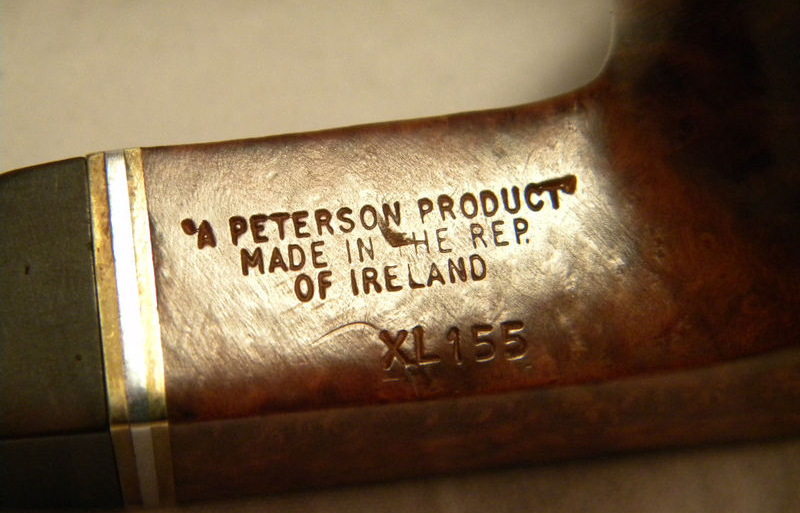 "A PETERSON PRODUCT"
MADE IN THE REP.
OF IRELAND
XL155